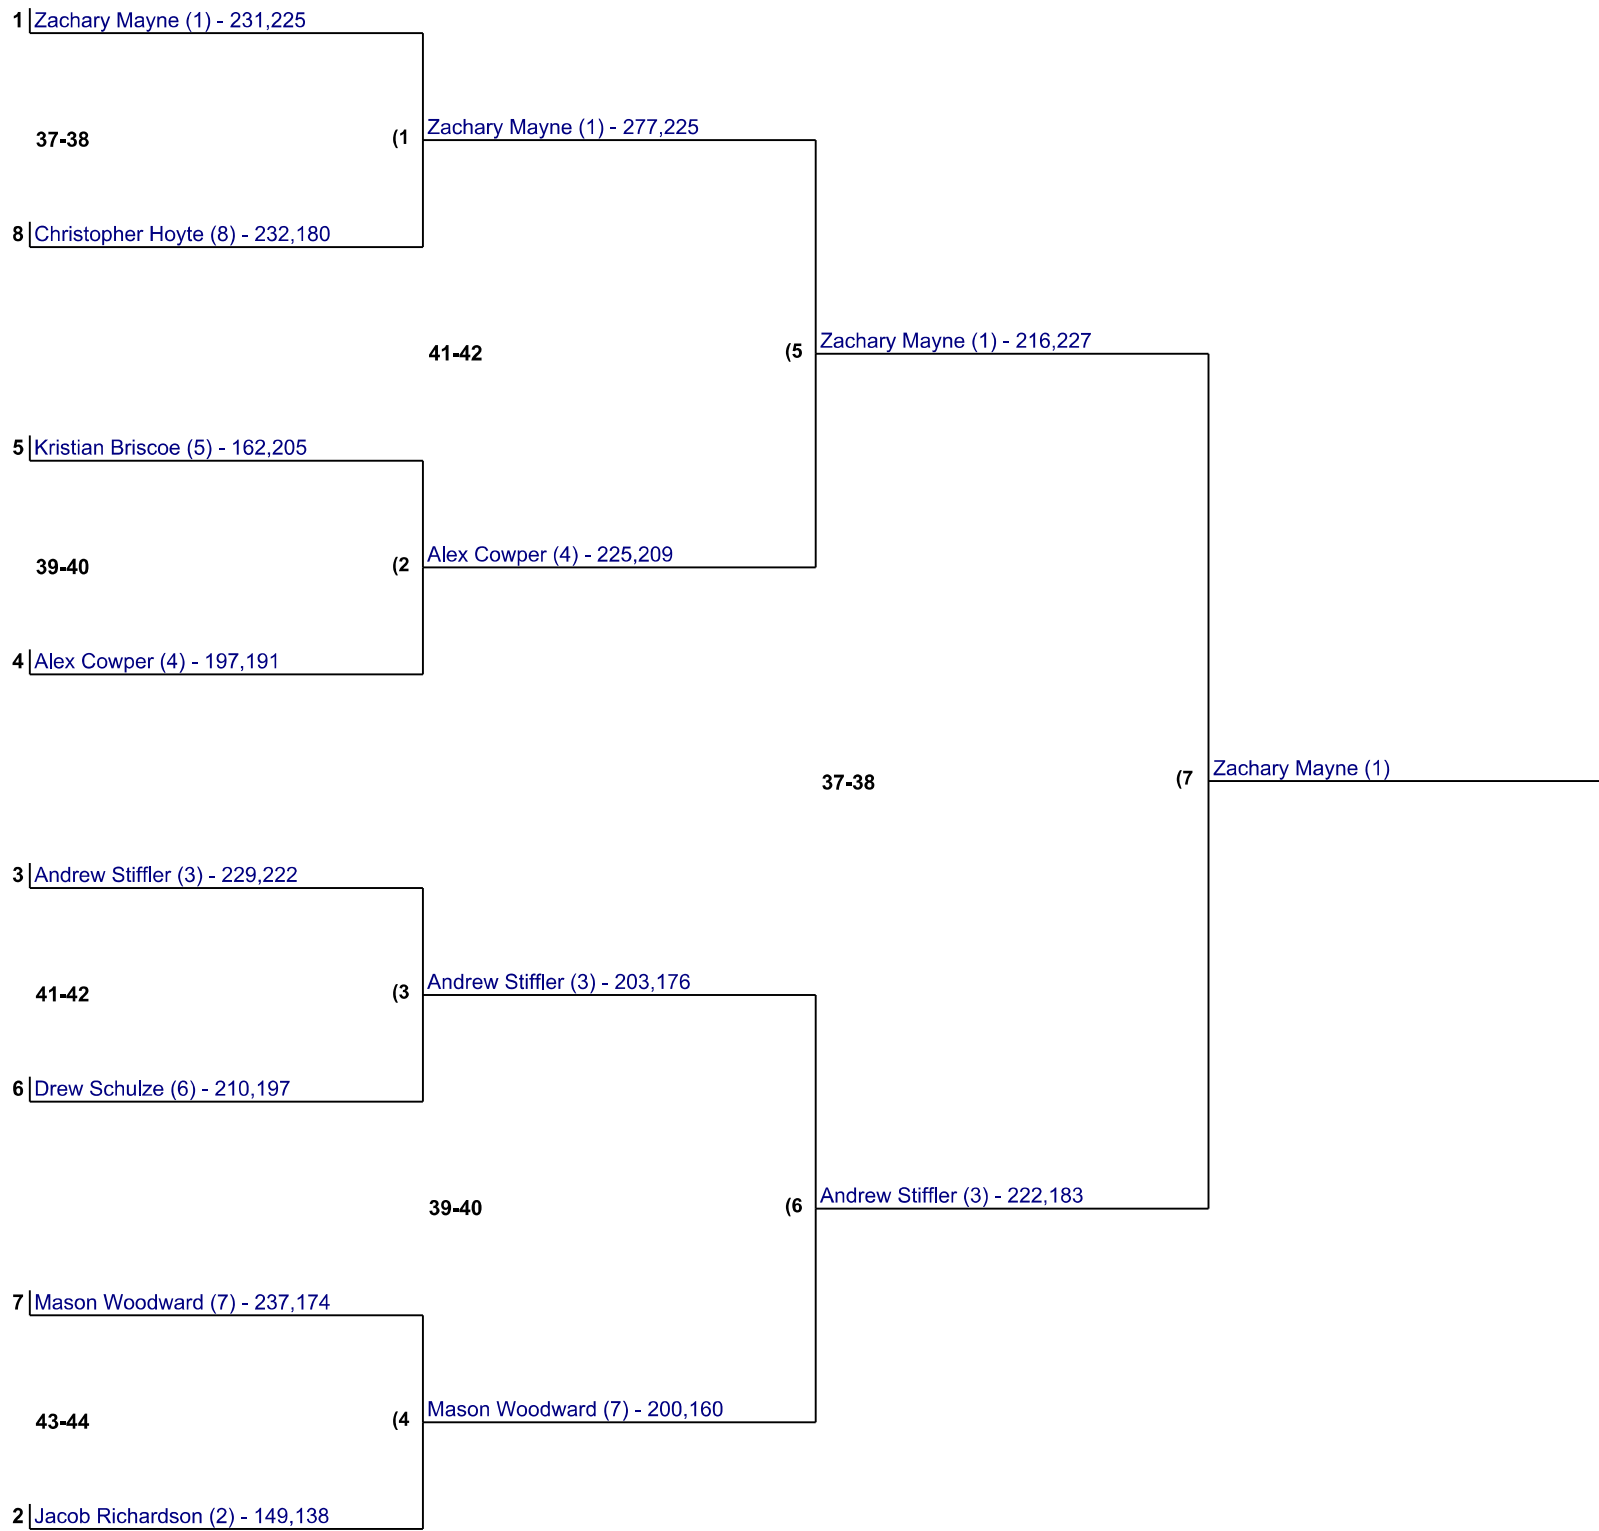 1 Zachary Mayne (1) - 231,225
37-38 (1 Zachary Mayne (1) - 277,225
8 Christopher Hoyte (8) - 232,180
41-42 (5 Zachary Mayne (1) - 216,227
5 Kristian Briscoe (5) - 162,205
39-40 (2 Alex Cowper (4) - 225,209
4 Alex Cowper (4) - 197,191
37-38 (7 Zachary Mayne (1)
3 Andrew Stiffler (3) - 229,222
41-42 (3 Andrew Stiffler (3) - 203,176
6 Drew Schulze (6) - 210,197
39-40 (6 Andrew Stiffler (3) - 222,183
7 Mason Woodward (7) - 237,174
43-44 (4 Mason Woodward (7) - 200,160
2 Jacob Richardson (2) - 149,138